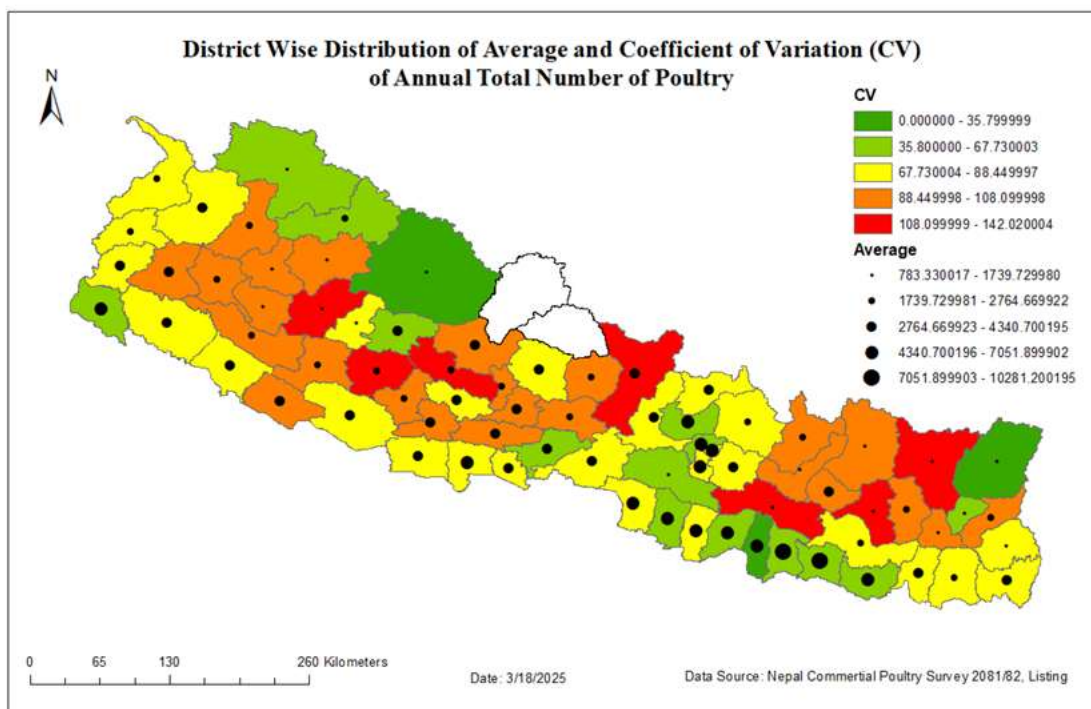 District Wise Distribution of Average and Coefficient of Variation (CV)
of Annual Total Number of Poultry
N
CV
0.000000 - 35.799999
35.800000 - 67.730003
67.730004 - 88.449997
88.449998 - 108.099998
108.099999 - 142.020004
Average
783.330017 - 1739.729980
1739.729981 - 2764.669922
2764.669923 - 4340.700195
4340.700196 - 7051.899902
7051.899903 - 10281.200195
0 65 130 260 Kilometers
Date: 3/18/2025
Data Source: Nepal Commertial Poultry Survey 2081/82, Listing